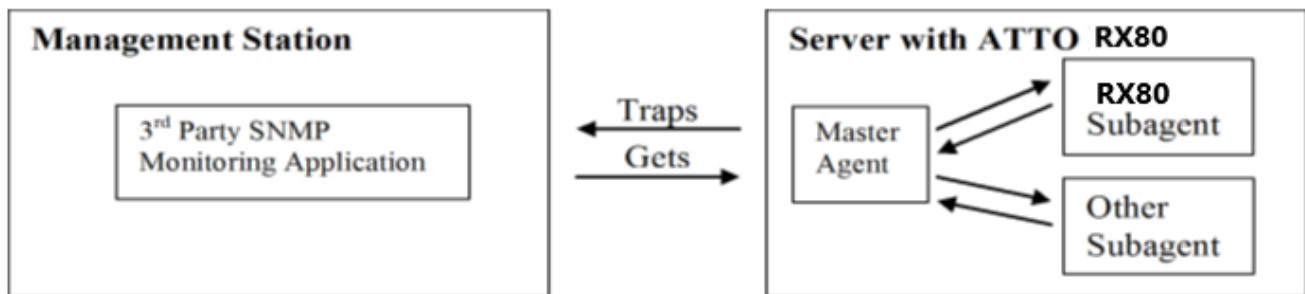 Management Station
3rd Party SNMP
Monitoring Application
Traps
Gets
Server with ATTO RX80
Master
Agent
RX80
Subagent
Other
Subagent